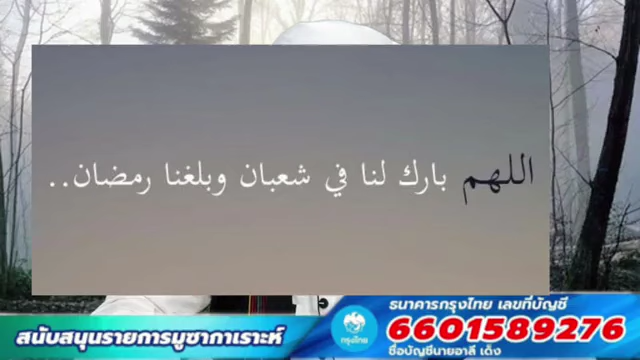 اللهم بارك لنا في شعبان وبلغنا رمضان..
สนับสนุนรายการมูซากาเราะห์
กรุงไทย
ธนาคารกรุงไทย เลขที่บัญชี
6601589276
ชื่อบัญชีนายอาลี เด็ง